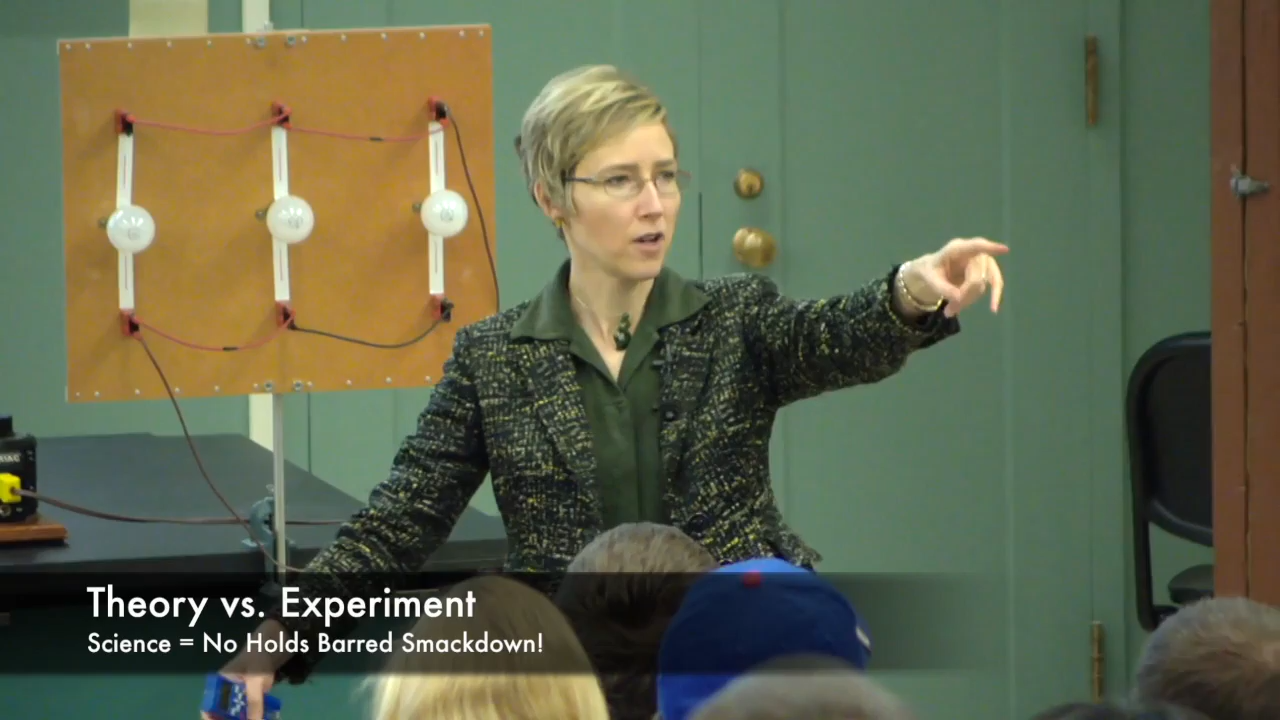 Theory vs. Experiment
Science = No Holds Barred Smackdown!